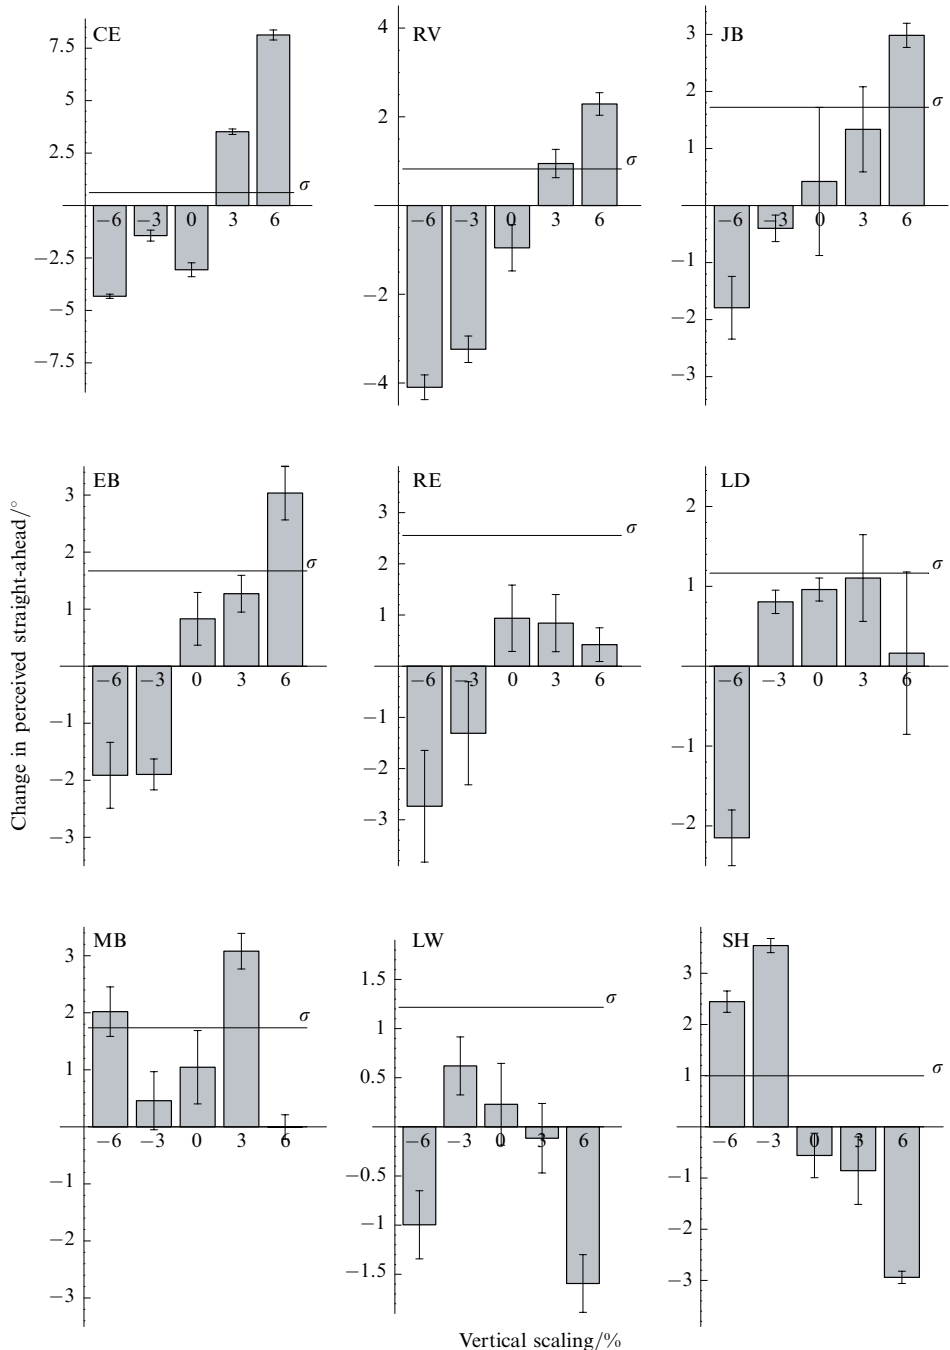 CE
7.5
5
2.5
σ
−6 −3 0 3 6
−2.5
−5
−7.5
RV
4
2
σ
−6 −3 0 3 6
−2
−4
JB
3
2
σ
1
−6 −3 0 3 6
−1
−2
−3
Change in perceived straight-ahead/°
EB
3
2
σ
1
−6 −3 0 3 6
−1
−2
−3
RE
3
σ
2
1
−6 −3 0 3 6
−1
−2
−3
LD
2
σ
1
−6 −3 0 3 6
−1
−2
MB
3
2
σ
1
−6 −3 0 3 6
−1
−2
−3
LW
1.5
σ
1
0.5
−6 −3 0 3 6
−0.5
−1
−1.5
SH
3
2
1
σ
−6 −3 0 3 6
−1
−2
−3
Vertical scaling/%